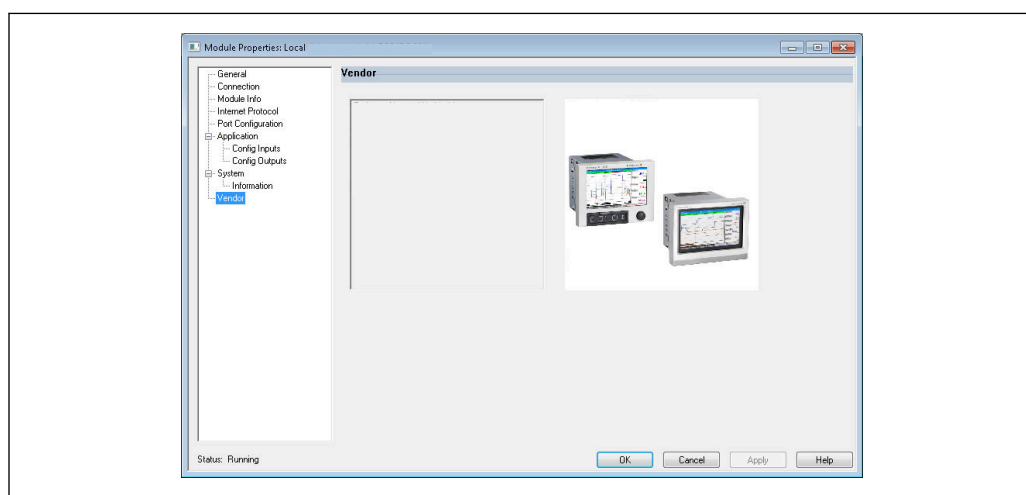 Module Properties: Local
General
Connection
Module Info
Internet Protocol
Port Configuration
Application
Config Inputs
Config Outputs
System
Information
Vendor
Vendor
Status: Running
OK
Cancel
Apply
Help